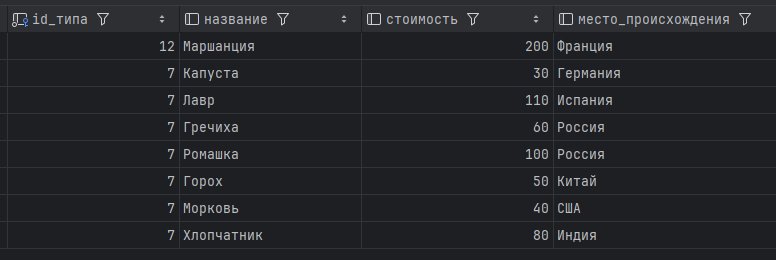 id_типа название стоимость место_происхождения
12 Маршанция 200 Франция
7 Капуста 30 Германия
7 Лавр 110 Испания
7 Гречиха 60 Россия
7 Ромашка 100 Россия
7 Горох 50 Китай
7 Морковь 40 США
7 Хлопчатник 80 Индия